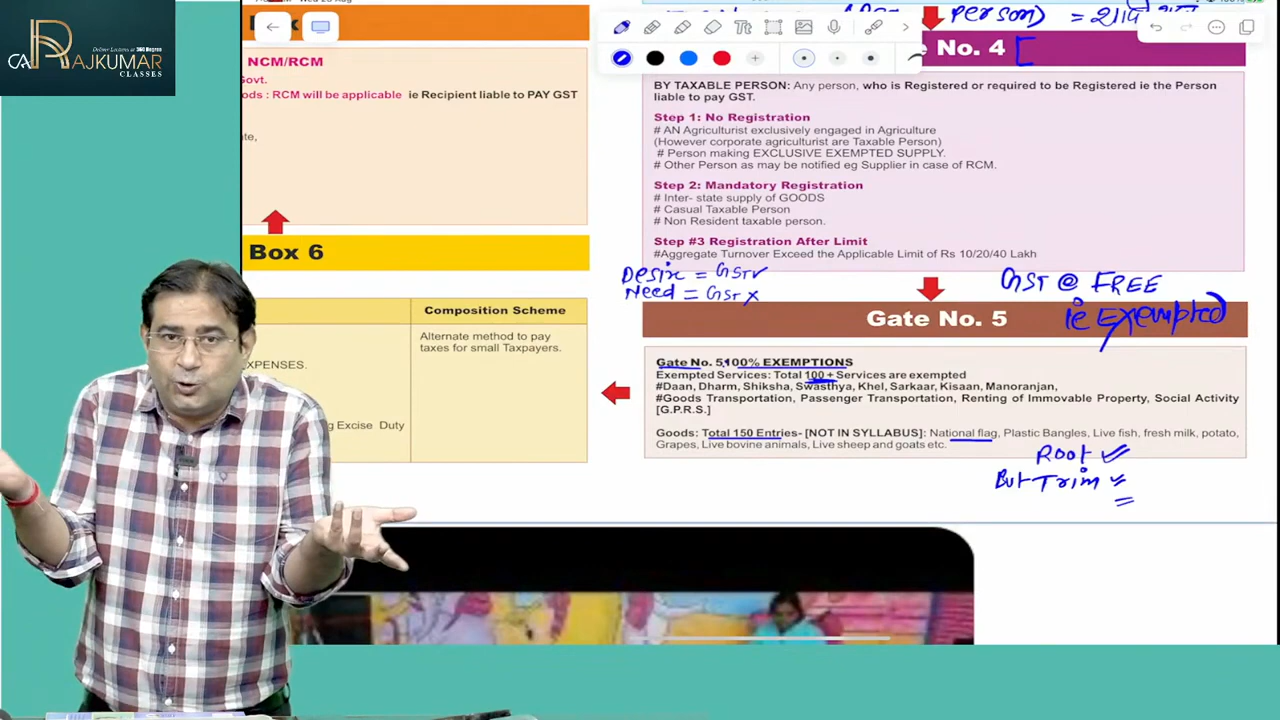 Deliver Lectures at 360 Degree
CA RAJKUMAR
CLASSES
NCM/RCM
Govt.
ods : RCM will be applicable ie Recipient liable to PAY GST
Box 6
Composition Scheme
Alternate method to pay
taxes for small Taxpayers.
XPENSES.
g Excise Duty
Person)
Tt
No. 4 [
BY TAXABLE PERSON: Any person, who is Registered or required to be Registered ie the Person
liable to pay GST.
Step 1: No Registration
# AN Agriculturist exclusively engaged in Agriculture
(However corporate agriculturist are Taxable Person)
# Person making EXCLUSIVE EXEMPTED SUPPLY.
# Other Person as may be notified eg Supplier in case of RCM.
Step 2: Mandatory Registration
# Inter- state supply of GOODS
# Casual Taxable Person
# Non Resident taxable person.
Step #3 Registration After Limit
#Aggregate Turnover Exceed the Applicable Limit of Rs 10/20/40 Lakh
Desire = GST✓
Need = GST ✗
GST @ FREE
ie Exempted
Gate No. 5
Gate No. 5 100% EXEMPTIONS
Exempted Services: Total 100 + Services are exempted
#Daan, Dharm, Shiksha, Swasthya, Khel, Sarkaar, Kisaan, Manoranjan,
#Goods Transportation, Passenger Transportation, Renting of Immovable Property, Social Activity
[G.P.R.S.]
Goods: Total 150 Entries- [NOT IN SYLLABUS]: National flag, Plastic Bangles, Live fish, fresh milk, potato,
Grapes, Live bovine animals, Live sheep and goats etc.
Root ✓
But Trim ✓